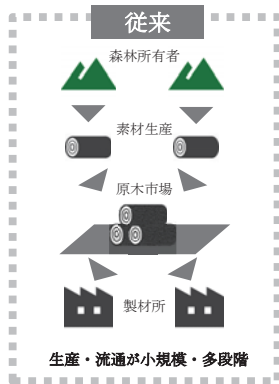 従来
森林所有者
素材生産
原木市場
製材所
生産・流通が小規模・多段階